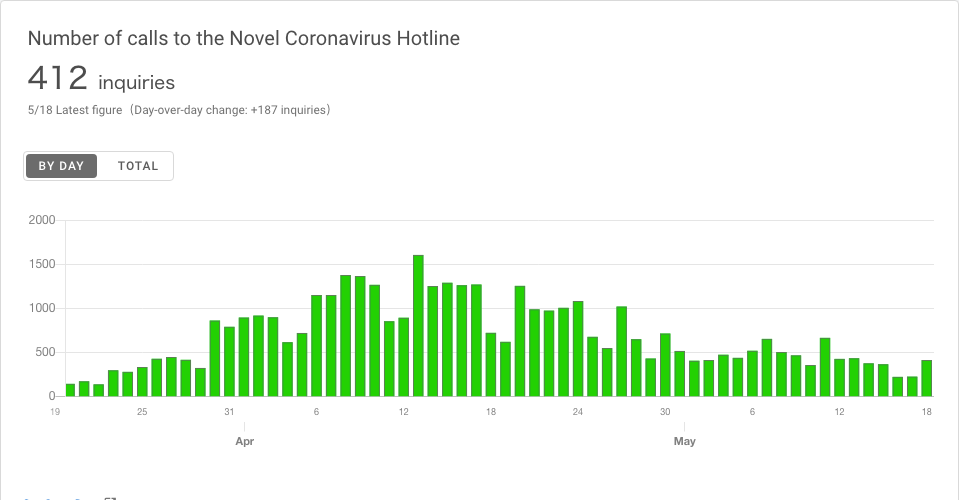 Number of calls to the Novel Coronavirus Hotline
412 inquiries
5/18 Latest figure（Day-over-day change: +187 inquiries）
BY DAY TOTAL
2000
1500
1000
500
0
19 25 31 6 12 18 24 30 6 12 18
Apr May